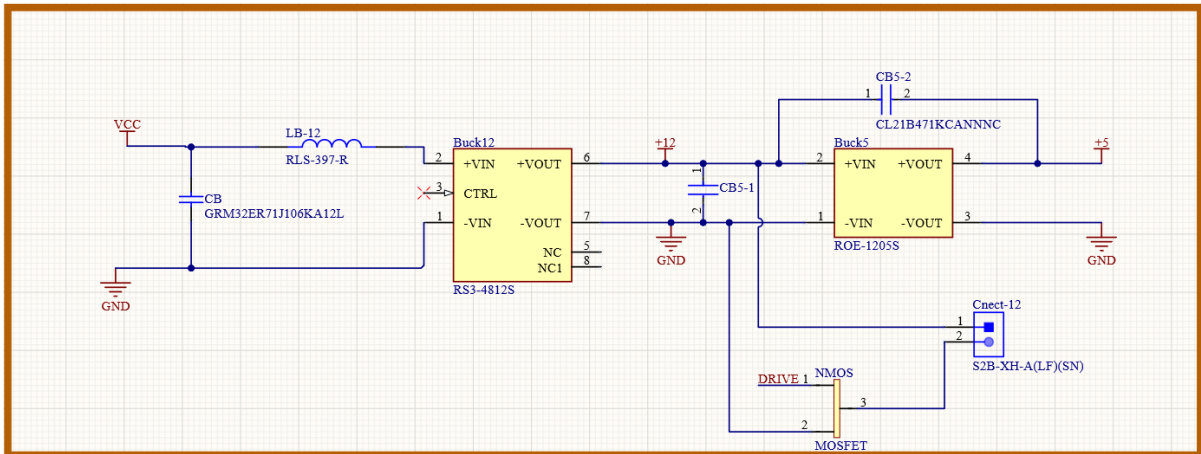 CB5-2
1 2
CL21B471KCANNNC
VCC
LB-12
RLS-397-R
Buck12
+12
Buck5
+5
2 +VIN +VOUT 6
2 +VIN +VOUT 4
3 CTRL
1
CB5-1
2
CB
GRM32ER71J106KA12L
1 -VIN -VOUT 7
1 -VIN -VOUT 3
GND
ROE-1205S
GND
NC 5
NC1 8
RS3-4812S
GND
Cnect-12
1
2
S2B-XH-A(LF)(SN)
NMOS
DRIVE 1
3
2
MOSFET